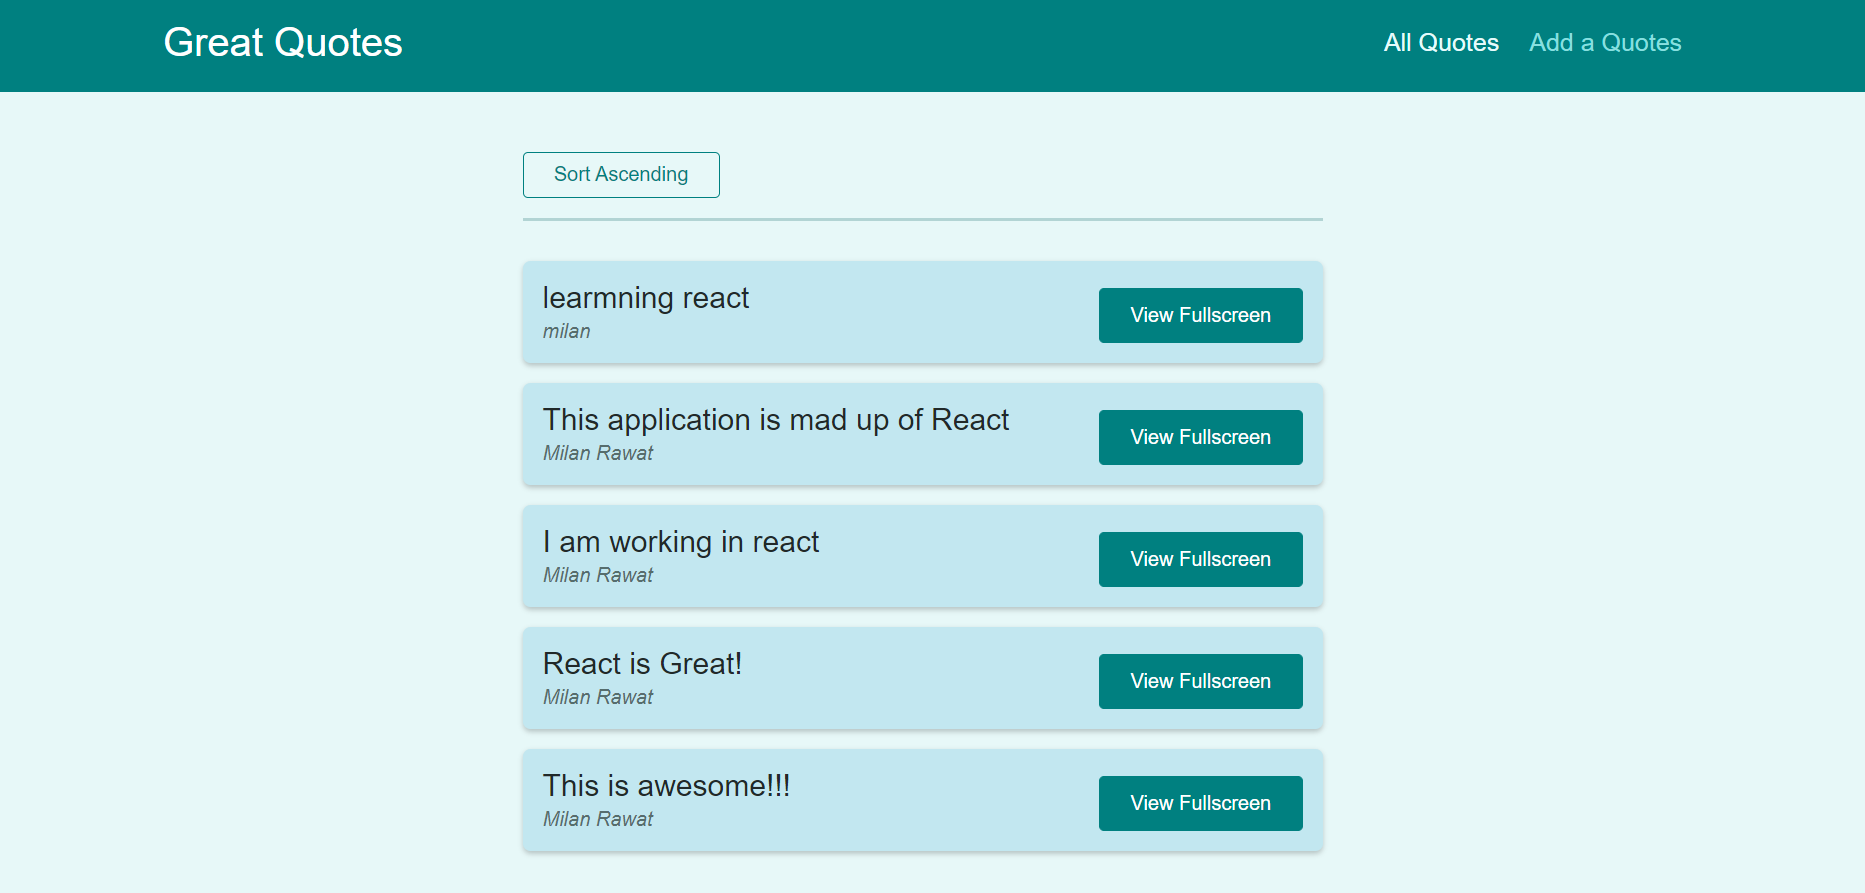 Great Quotes
All Quotes
Add a Quotes
Sort Ascending
learmning react
milan
View Fullscreen
This application is mad up of React
Milan Rawat
View Fullscreen
I am working in react
Milan Rawat
View Fullscreen
React is Great!
Milan Rawat
View Fullscreen
This is awesome!!!
Milan Rawat
View Fullscreen